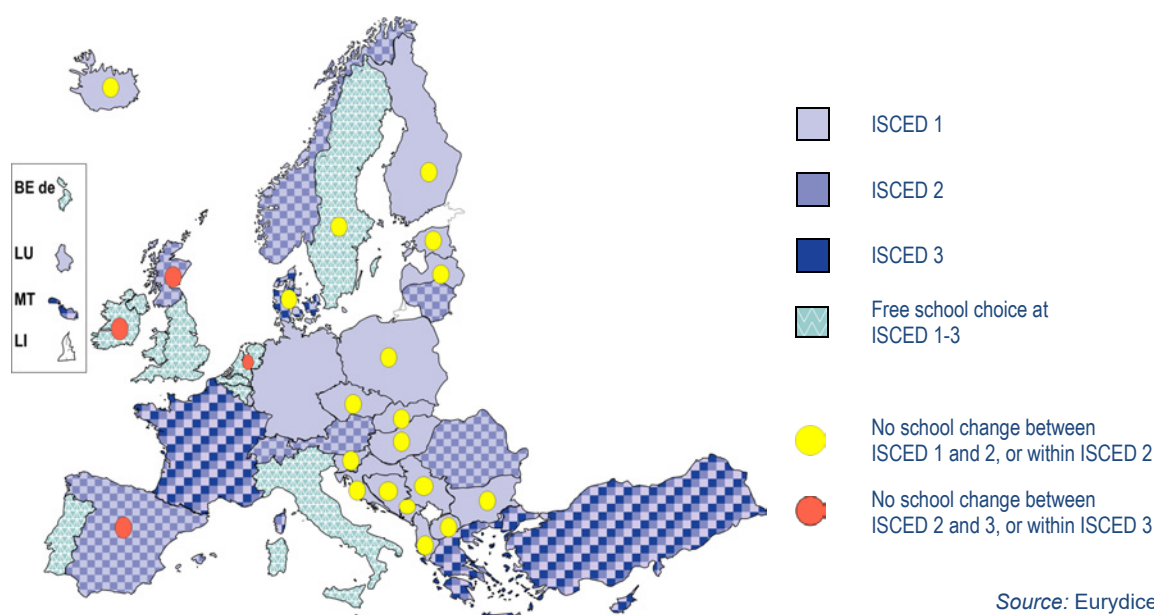 BE de
LU
MT
LI
ISCED 1
ISCED 2
ISCED 3
Free school choice at
ISCED 1-3
No school change between
ISCED 1 and 2, or within ISCED 2
No school change between
ISCED 2 and 3, or within ISCED 3
Source: Eurydice